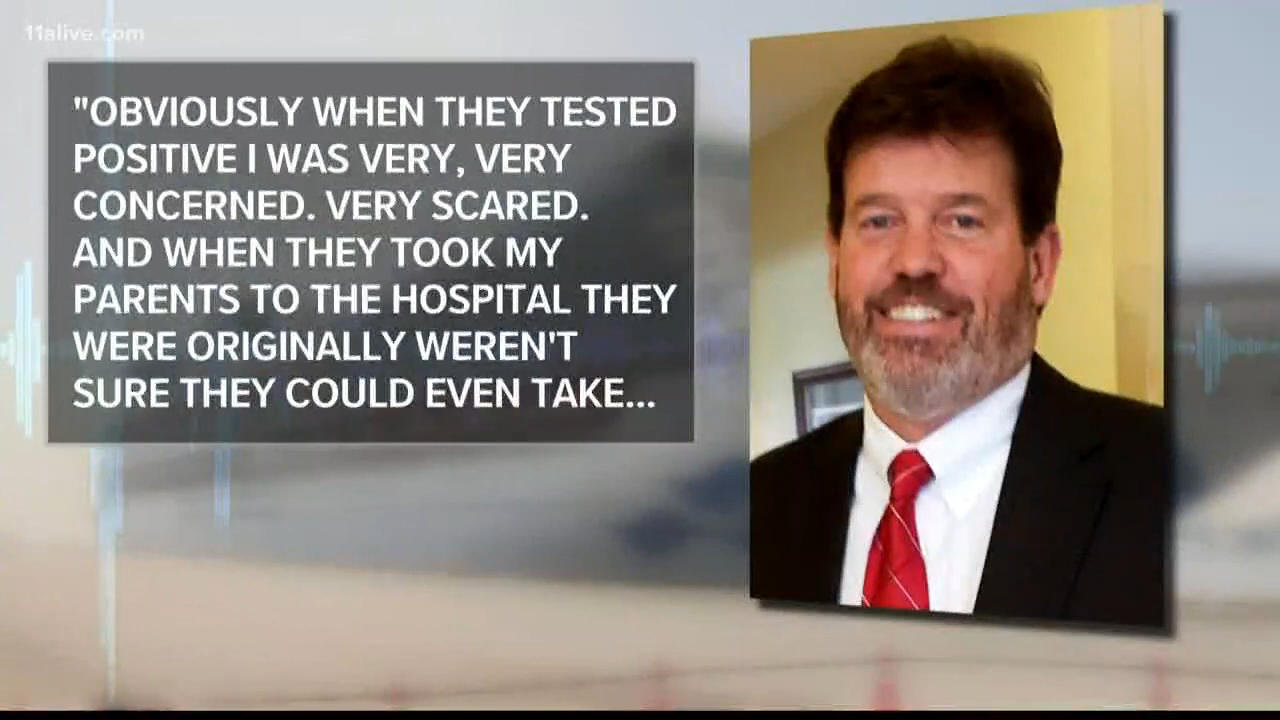 11alive.com
"OBVIOUSLY WHEN THEY TESTED
POSITIVE I WAS VERY, VERY
CONCERNED. VERY SCARED.
AND WHEN THEY TOOK MY
PARENTS TO THE HOSPITAL THEY
WERE ORIGINALLY WEREN'T
SURE THEY COULD EVEN TAKE...